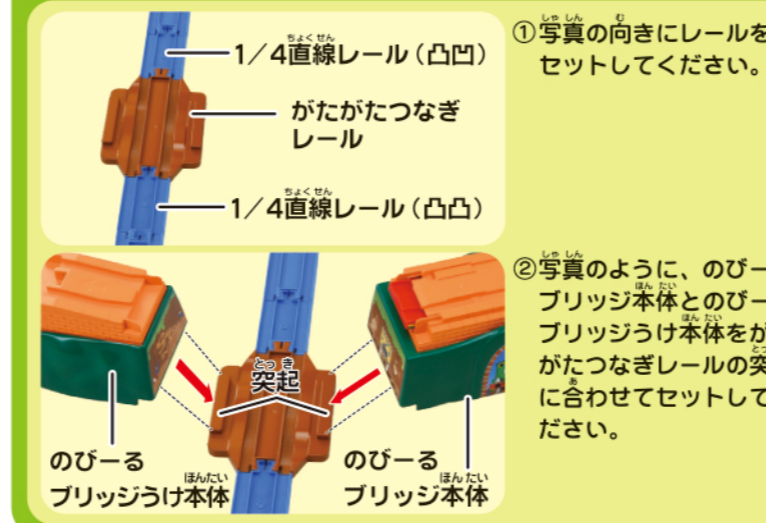 1/4直線レール(凸凹)
がたがたつなぎ
レール
1/4直線レール(凸凸)
①写真の向きにレールを
セットしてください。
突起
のびーる
ブリッジうけ本体
のびーる
ブリッジ本体
②写真のように、のびー
ブリッジ本体とのびー
ブリッジうけ本体をが
がたつなぎレールの突
に合わせてセットして
ださい。